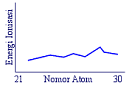 Energi Ionisasi
21 Nomor Atom 30